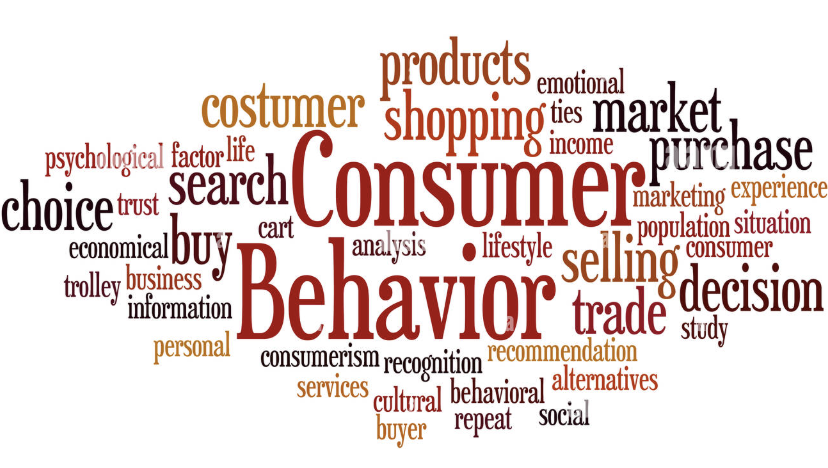 products
emotional
costumer
shopping
ties
market
income
purchase
psychological
factor
life
search
Consumer
marketing
experience
choice
trust
cart
population
situation
economical
buy
analysis
lifestyle
selling
consumer
trolley
business
Behavior
decision
information
trade
study
personal
consumerism
recognition
recommendation
services
cultural
behavioral
alternatives
buyer
repeat
social